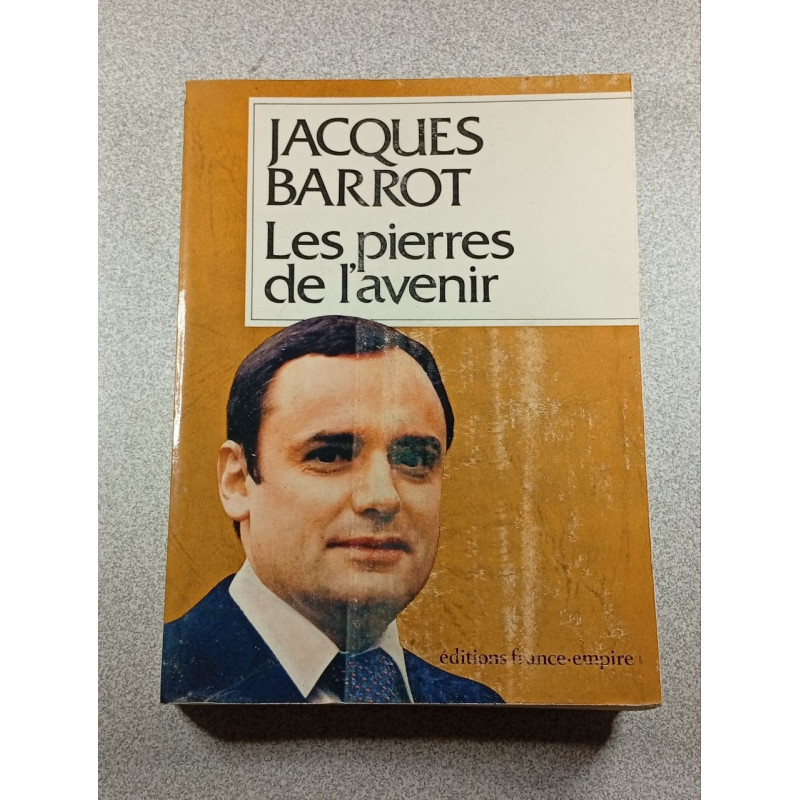 JACQUES
BARROT
Les pierres
de l'avenir
éditions france-empire